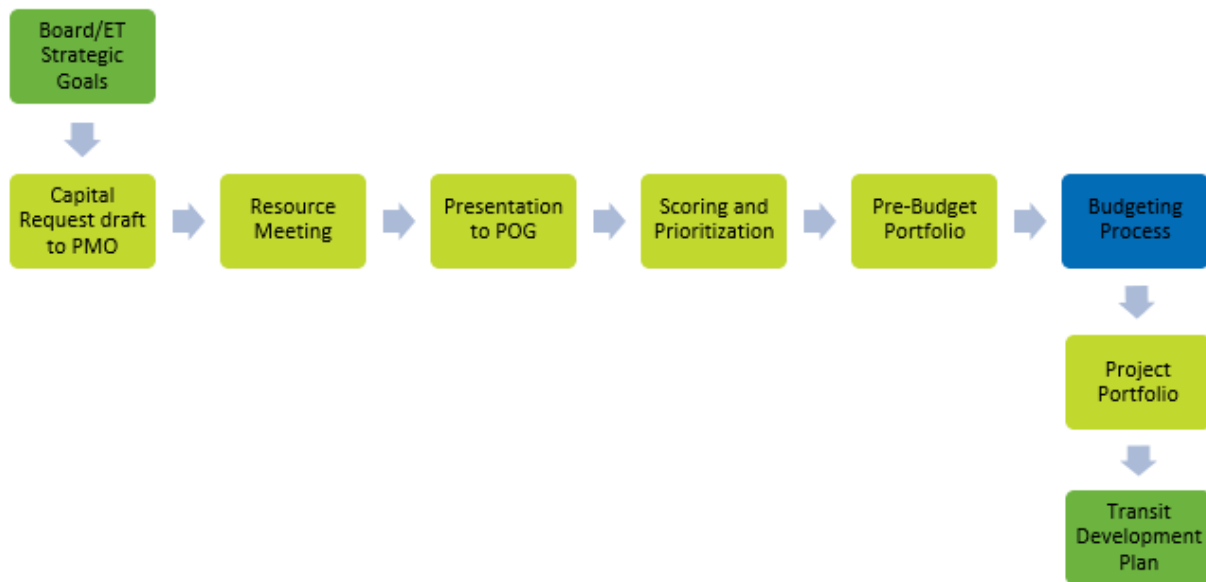 Board/ET
Strategic
Goals
Capital
Request draft
to PMO
Resource
Meeting
Presentation
to POG
Scoring and
Prioritization
Pre-Budget
Portfolio
Budgeting
Process
Project
Portfolio
Transit
Development
Plan